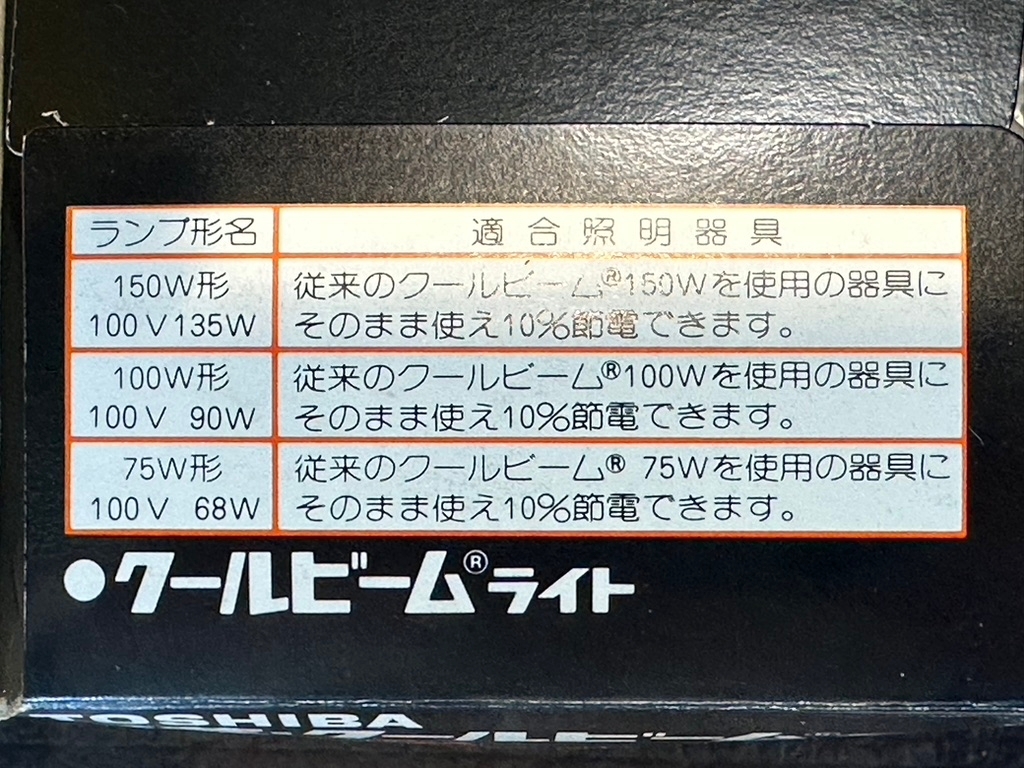 ランプ形名 適合照明器具
150W形 従来のクールビーム®150Wを使用の器具に
100V135W そのまま使え10%節電できます。
100W形 従来のクールビーム®100Wを使用の器具に
100V 90W そのまま使え10%節電できます。
75W形 従来のクールビーム® 75Wを使用の器具に
100V 68W そのまま使え10%節電できます。
●クールビーム®ライト
TOSHIBA
クールビーム